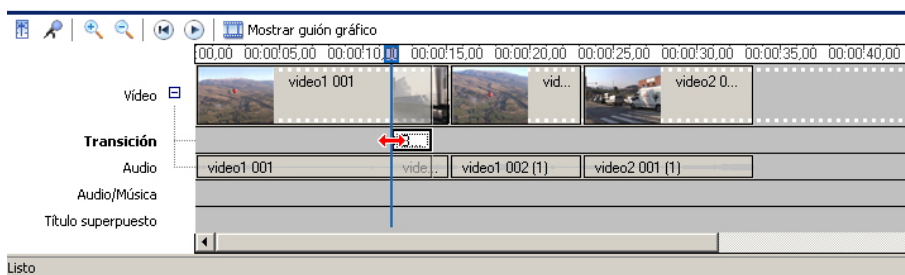 Mostrar guión gráfico
:00,00 00:00:05,00 00:00:10, 00:00:15,00 00:00:20,00 00:00:25,00 00:00:30,00 00:00:35,00 00:00:40,00
Vídeo video1 001 vid... video2 0...
Transición
Audio video1 001 vide... video1 002 (1) video2 001 (1)
Audio/Música
Título superpuesto
Listo